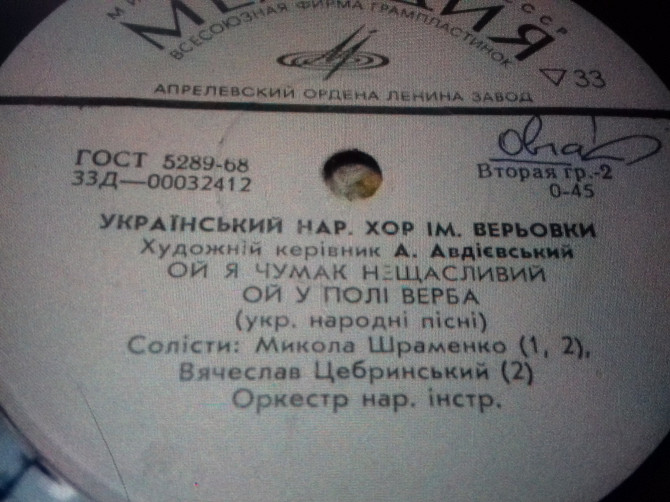 МЕ ДИЯ
ВСЕСОЮЗНАЯ ФИРМА ГРАМПЛАСТИНОК
33
АПРЕЛЕВСКИЙ ОРДЕНА ЛЕНИНА ЗАВОД
ГОСТ 5289-68
33Д—00032412
Вторая гр.-2
0-45
УКРАЇНСЬКИЙ НАР. ХОР ІМ. ВЕРЬОВКИ
Художній керівник А. Авдієвський
ОЙ Я ЧУМАК НЕЩАСЛИВИЙ
ОЙ У ПОЛІ ВЕРБА
(укр. народні пісні)
Солісти: Микола Шраменко (1, 2),
Вячеслав Цебринський (2)
Оркестр нар. інстр.